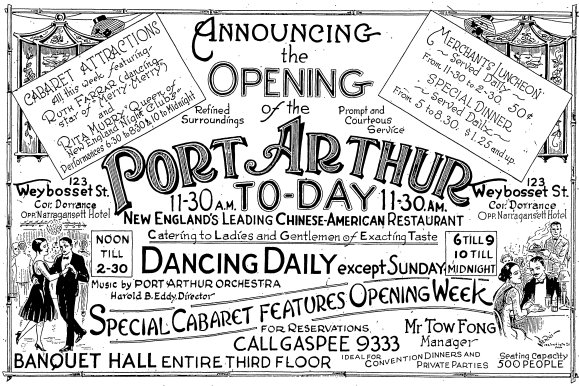 ANNOUNCING
the
OPENING
of the
PORT ARTHUR
TO-DAY
CABARET ATTRACTIONS
All this week featuring-
RUTH FARRAR (dancing
star of "Merry Merry")
and
RITA MURRAY "Queen of
New England Night Clubs"
Performances 6:30 to 8:30 & 10 to Midnight
Refined
Surroundings
Prompt and
Courteous
Service
MERCHANTS' LUNCHEON
~ Served Daily ~
From 11-30 to 2-30. 50¢
SPECIAL DINNER
~ Served Daily ~
From 5 to 8.30. $1.25 and up.
123
Weybosset St.
Cor. Dorrance
OPP. Narragansett Hotel
11-30 A.M.
11-30 A.M.
123
Weybosset St.
Cor. Dorrance
OPP. Narragansett Hotel
NEW ENGLAND'S LEADING CHINESE-AMERICAN RESTAURANT
Catering to Ladies and Gentlemen of Exacting Taste
NOON
TILL
2-30
DANCING DAILY except SUNDAY
6 TILL 9
10 TILL
MIDNIGHT
Music by PORT ARTHUR ORCHESTRA
Harold B. Eddy, Director
SPECIAL CABARET FEATURES OPENING WEEK
FOR RESERVATIONS
CALL GASPEE 9333
Mr TOW FONG
Manager
BANQUET HALL ENTIRE THIRD FLOOR
IDEAL FOR CONVENTION DINNERS AND
PRIVATE PARTIES
Seating Capacity
500 PEOPLE